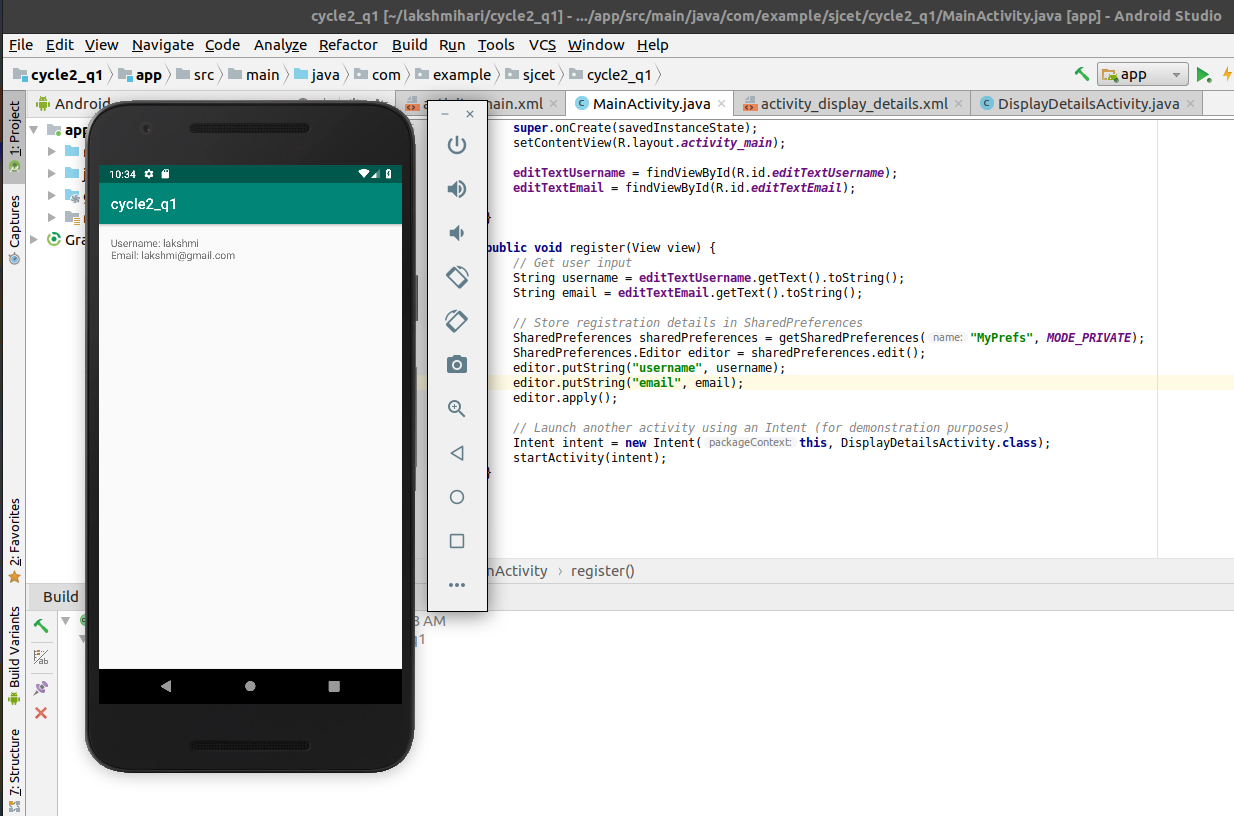 cycle2_q1 [~/lakshmihari/cycle2_q1] - .../app/src/main/java/com/example/sjcet/cycle2_q1/MainActivity.java [app] - Android Studio
File Edit View Navigate Code Analyze Refactor Build Run Tools VCS Window Help
cycle2_q1 app src main java com example sjcet cycle2_q1 app
1: Project
Captures
2: Favorites
Build Variants
7: Structure
Android
main.xml MainActivity.java activity_display_details.xml DisplayDetailsActivity.java
app
Gra
10:34
cycle2_q1
Username: lakshmi
Email: lakshmi@gmail.com
super.onCreate(savedInstanceState);
setContentView(R.layout.activity_main);
editTextUsername = findViewById(R.id.editTextUsername);
editTextEmail = findViewById(R.id.editTextEmail);
}
public void register(View view) {
// Get user input
String username = editTextUsername.getText().toString();
String email = editTextEmail.getText().toString();
// Store registration details in SharedPreferences
SharedPreferences sharedPreferences = getSharedPreferences( name: "MyPrefs", MODE_PRIVATE);
SharedPreferences.Editor editor = sharedPreferences.edit();
editor.putString("username", username);
editor.putString("email", email);
editor.apply();
// Launch another activity using an Intent (for demonstration purposes)
Intent intent = new Intent( packageContext: this, DisplayDetailsActivity.class);
startActivity(intent);
}
nActivity › register()
Build
3 AM
q1